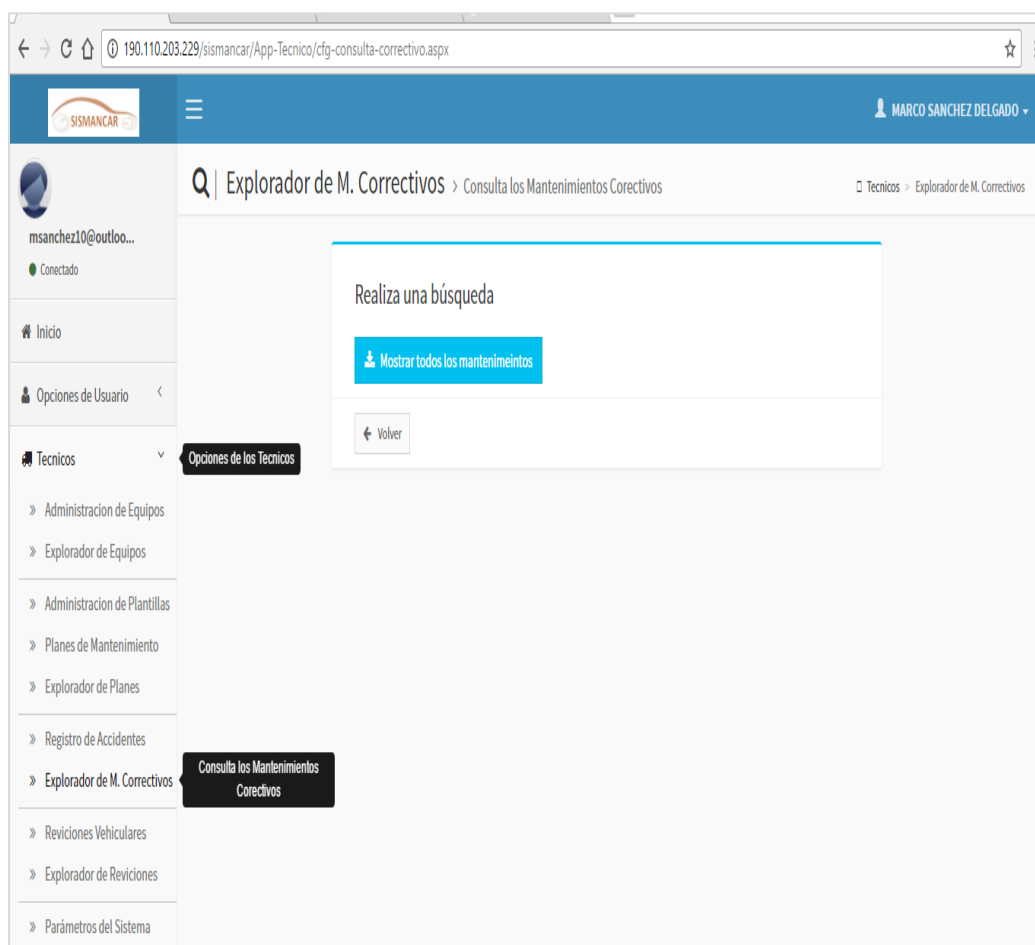 190.110.203.229/sismancar/App-Tecnico/cfg-consulta-correctivo.aspx
SISMANCAR
MARCO SANCHEZ DELGADO
msanchez10@outloo...
Conectado
Explorador de M. Correctivos > Consulta los Mantenimientos Corectivos
Tecnicos > Explorador de M. Correctivos
Realiza una búsqueda
Mostrar todos los mantenimeintos
Volver
Inicio
Opciones de Usuario
Tecnicos
Opciones de los Tecnicos
» Administracion de Equipos
» Explorador de Equipos
» Administracion de Plantillas
» Planes de Mantenimiento
» Explorador de Planes
» Registro de Accidentes
» Explorador de M. Correctivos
Consulta los Mantenimientos
Corectivos
» Reviciones Vehiculares
» Explorador de Reviciones
» Parámetros del Sistema